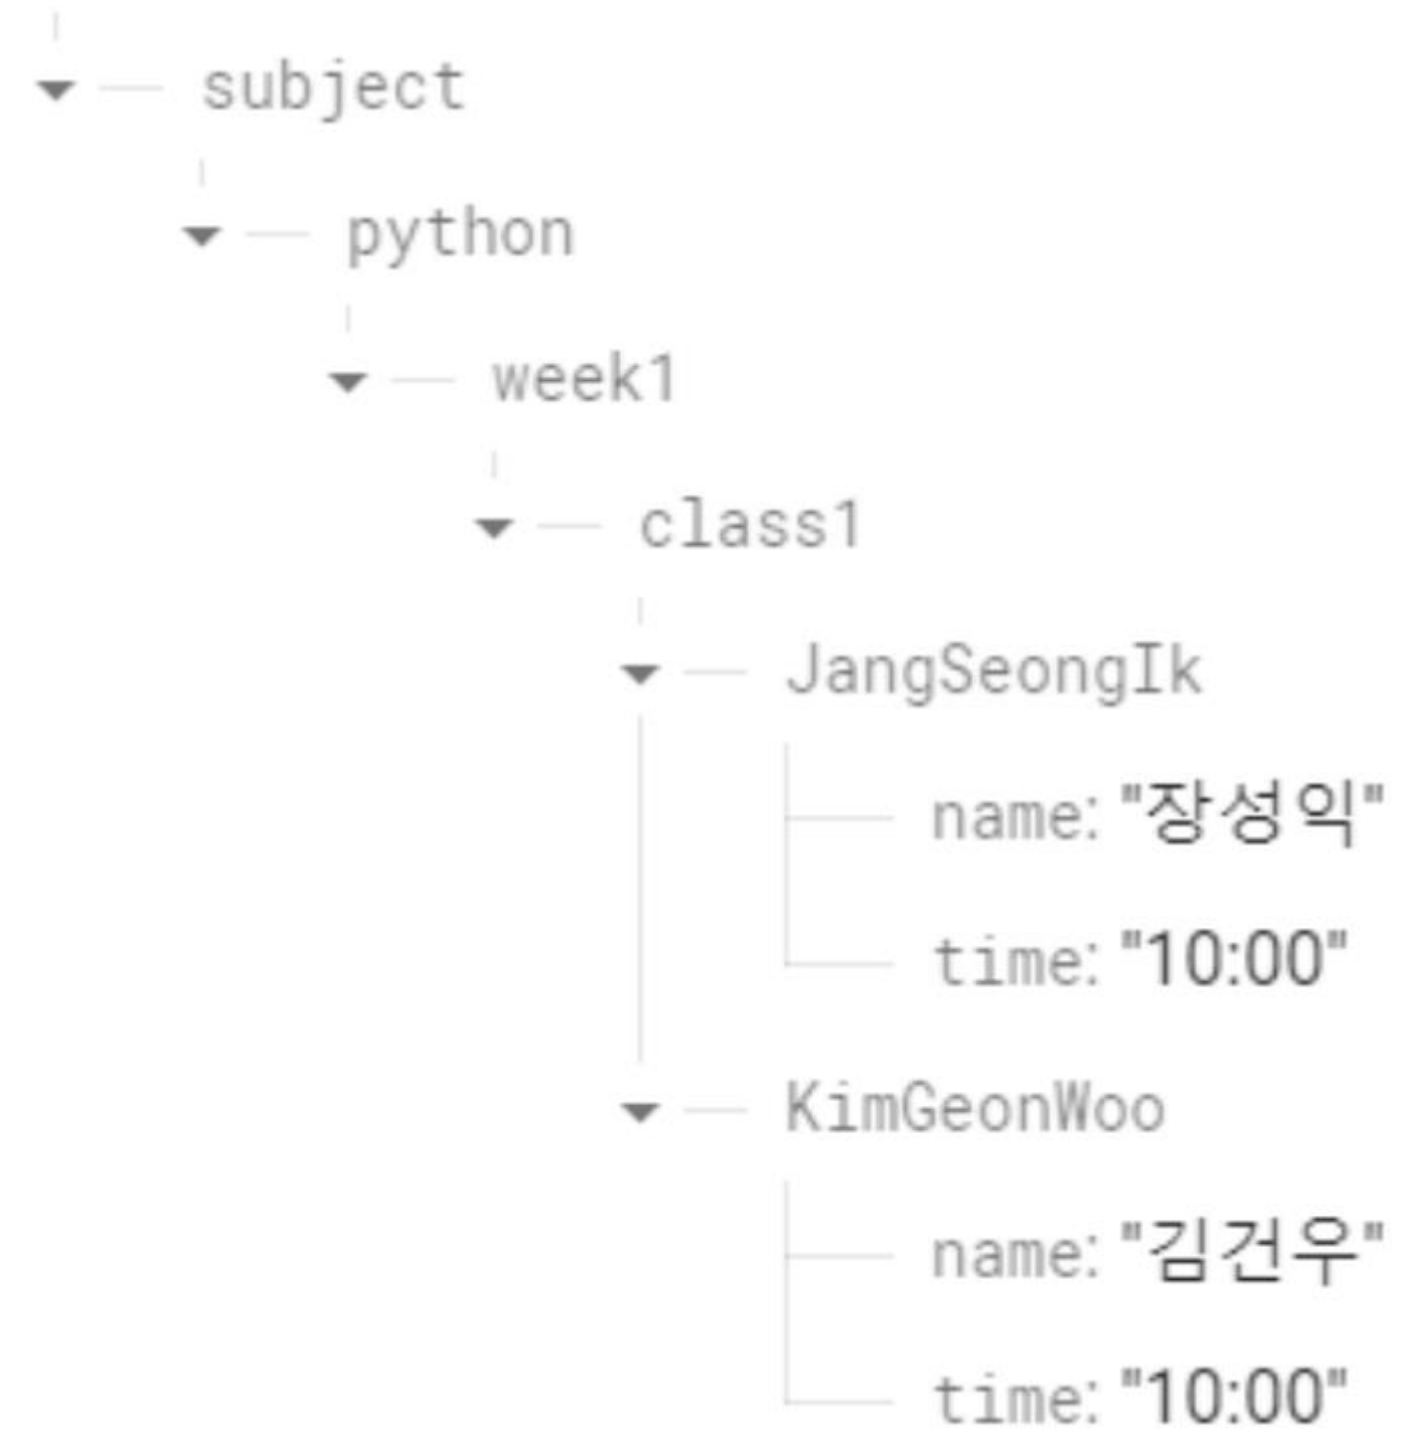 subject
python
week1
class1
JangSeongIk
name: "장성익"
time: "10:00"
KimGeonWoo
name: "김건우"
time: "10:00"